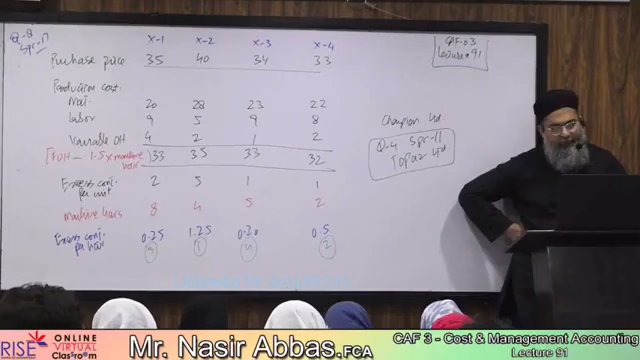 Q-8
Spr-17
X-1 X-2 X-3 X-4
Purchase price 35 40 34 33
Production cost:
Mat. 20 28 23 22
Labor 9 5 9 8
Variable OH 4 2 1 2
[FOH - 1.5 x machine hour] 33 35 33 32
Excess cost per unit 2 5 1 1
Machine hours 8 4 5 2
Excess cost per hour 0.25 1.25 0.20 0.5
1 2
CAF-03
Lecture # 91
Champion Ltd.
Q-4 Spr-11
Topaz Ltd.
RISE ONLINE VIRTUAL Classroom
Mr. Nasir Abbas.FCA
CAF 3 - Cost & Management Accounting
Lecture 91